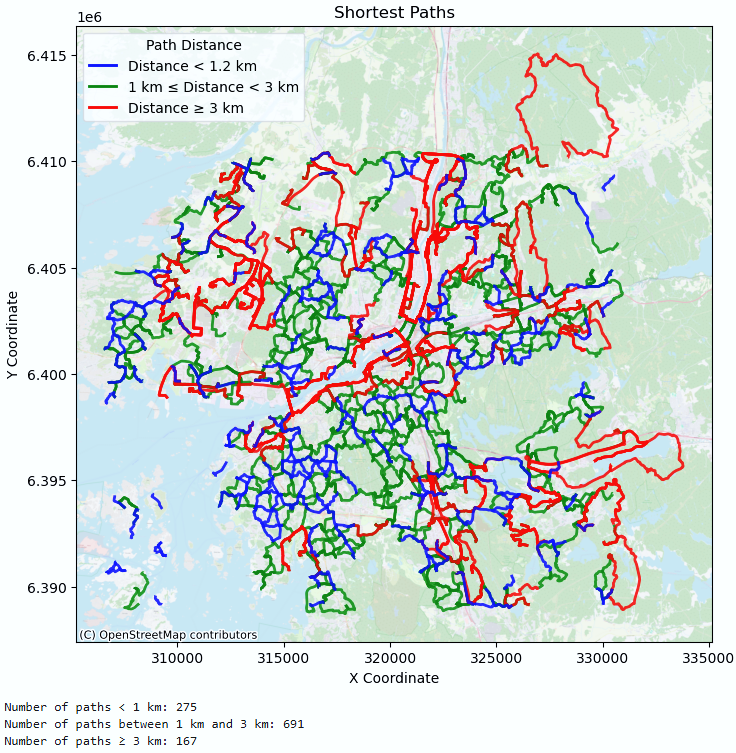 Shortest Paths
1e6
Path Distance
Distance < 1.2 km
1 km ≤ Distance < 3 km
Distance ≥ 3 km
6.415
6.410
6.405
6.400
6.395
6.390
Y Coordinate
(C) OpenStreetMap contributors
310000 315000 320000 325000 330000 335000
X Coordinate
Number of paths < 1 km: 275
Number of paths between 1 km and 3 km: 691
Number of paths ≥ 3 km: 167